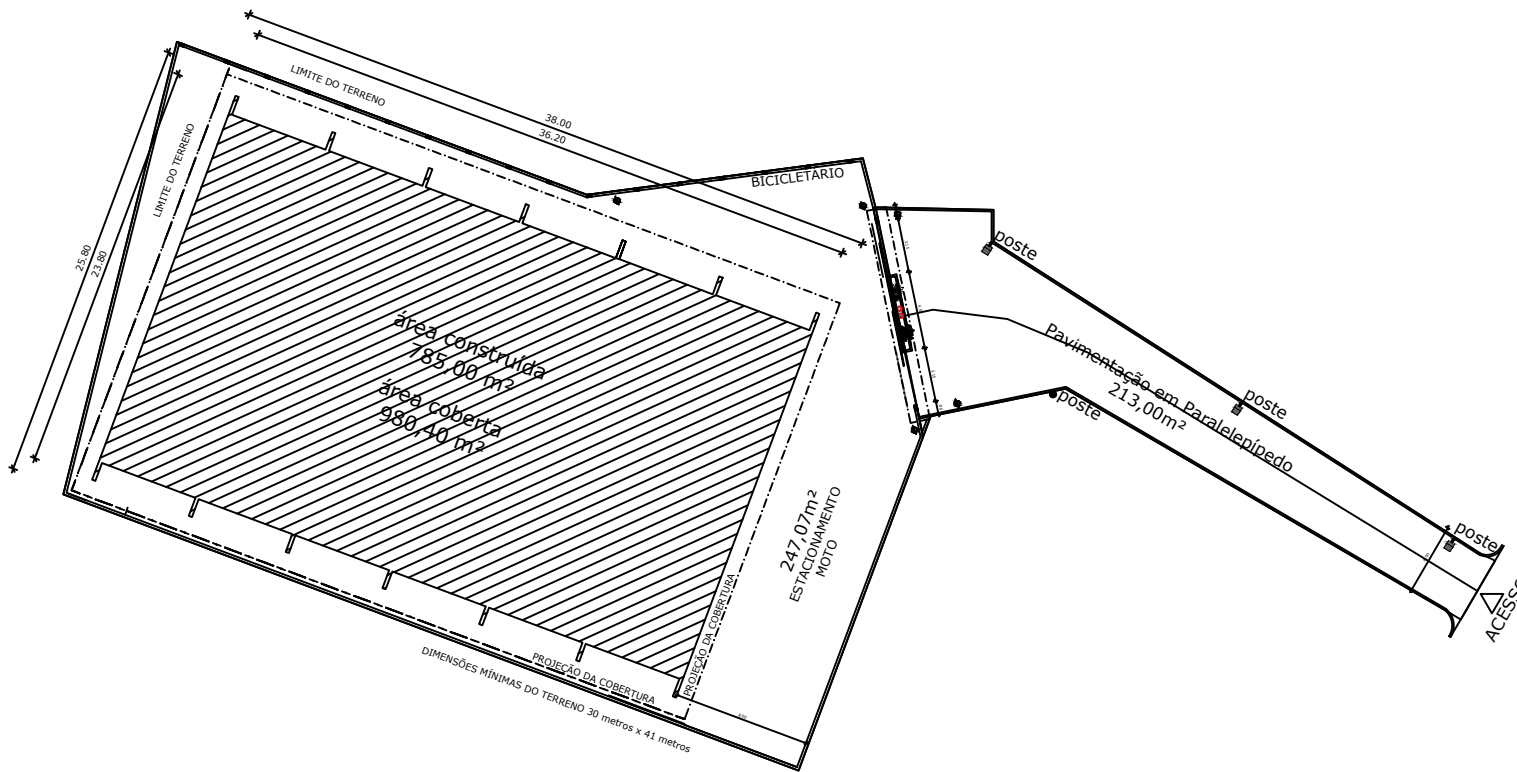 LIMITE DO TERRENO
38.00
36.20
LIMITE DO TERRENO
BICICLETÁRIO
25.80
23.80
poste
área construída
785,00 m²
área coberta
980,40 m²
Pavimentação em Paralelepípedo
213,00m²
poste
poste
247,07m²
ESTACIONAMENTO
MOTO
poste
ACESSO
PROJEÇÃO DA COBERTURA
PROJEÇÃO DA COBERTURA
DIMENSÕES MÍNIMAS DO TERRENO 30 metros x 41 metros